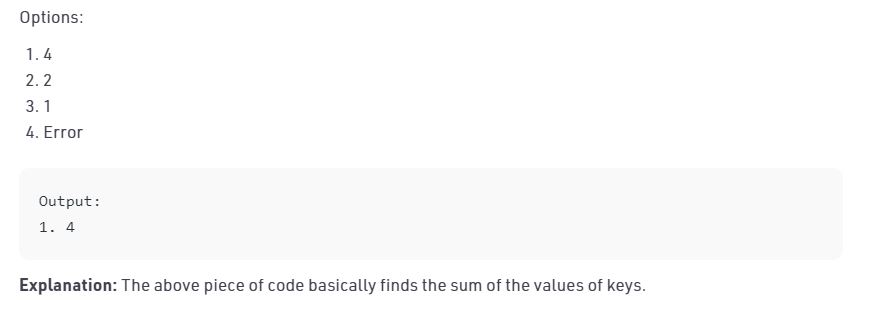 Options:
1. 4
2. 2
3. 1
4. Error
Output:
1. 4
Explanation: The above piece of code basically finds the sum of the values of keys.